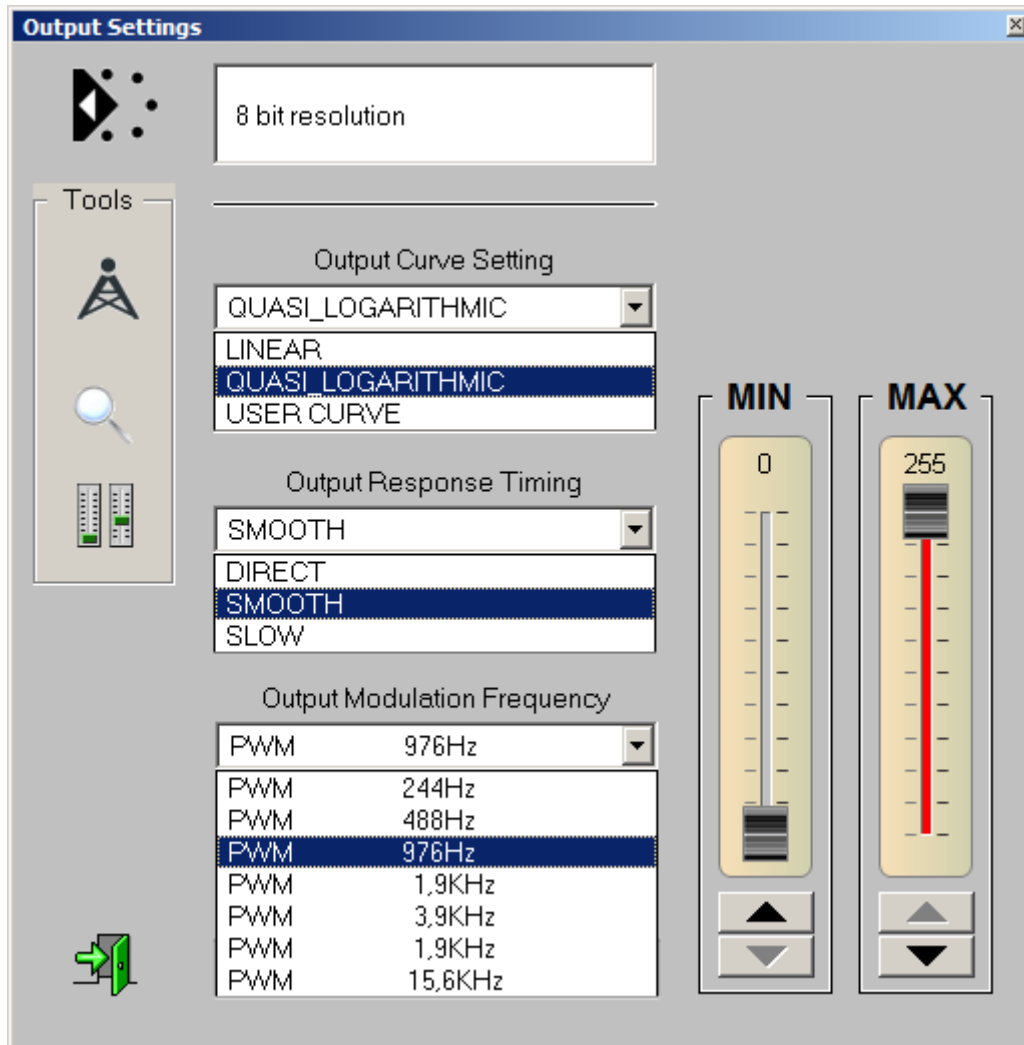 Output Settings
8 bit resolution
Tools
Output Curve Setting
QUASI_LOGARITHMIC
LINEAR
QUASI_LOGARITHMIC
USER CURVE
Output Response Timing
SMOOTH
DIRECT
SMOOTH
SLOW
Output Modulation Frequency
PWM 976Hz
PWM 244Hz
PWM 488Hz
PWM 976Hz
PWM 1,9KHz
PWM 3,9KHz
PWM 1,9KHz
PWM 15,6KHz
MIN
0
MAX
255